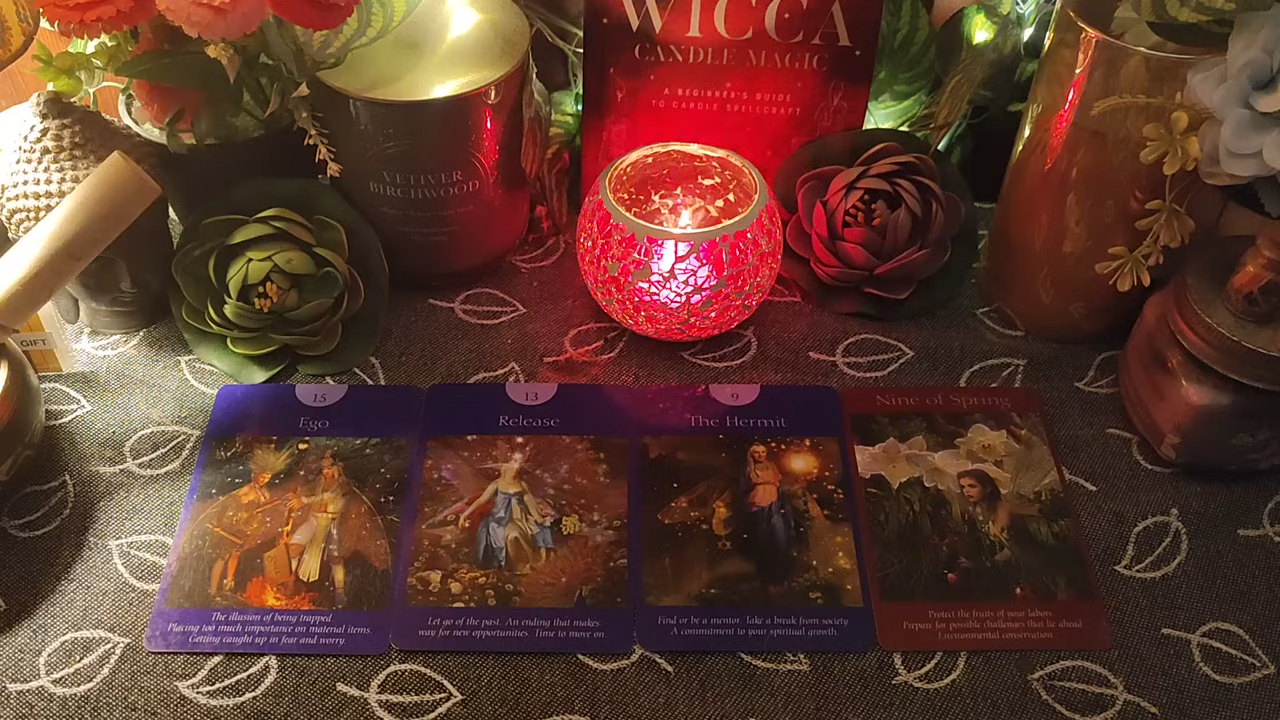 WICCA
CANDLE MAGIC
A BEGINNER'S GUIDE
TO CANDLE SPELLCRAFT
VETIVER
BIRCHWOOD
GIFT
15
Ego
The illusion of being trapped.
Placing too much importance on material items.
Getting caught up in fear and worry.
13
Release
Let go of the past. An ending that makes
way for new opportunities. Time to move on.
9
The Hermit
Find or be a mentor. Take a break from society
A commitment to your spiritual growth.
Nine of Spring
Protect the fruits of your labors.
Prepare for possible challenges that lie ahead
Environmental conservation.